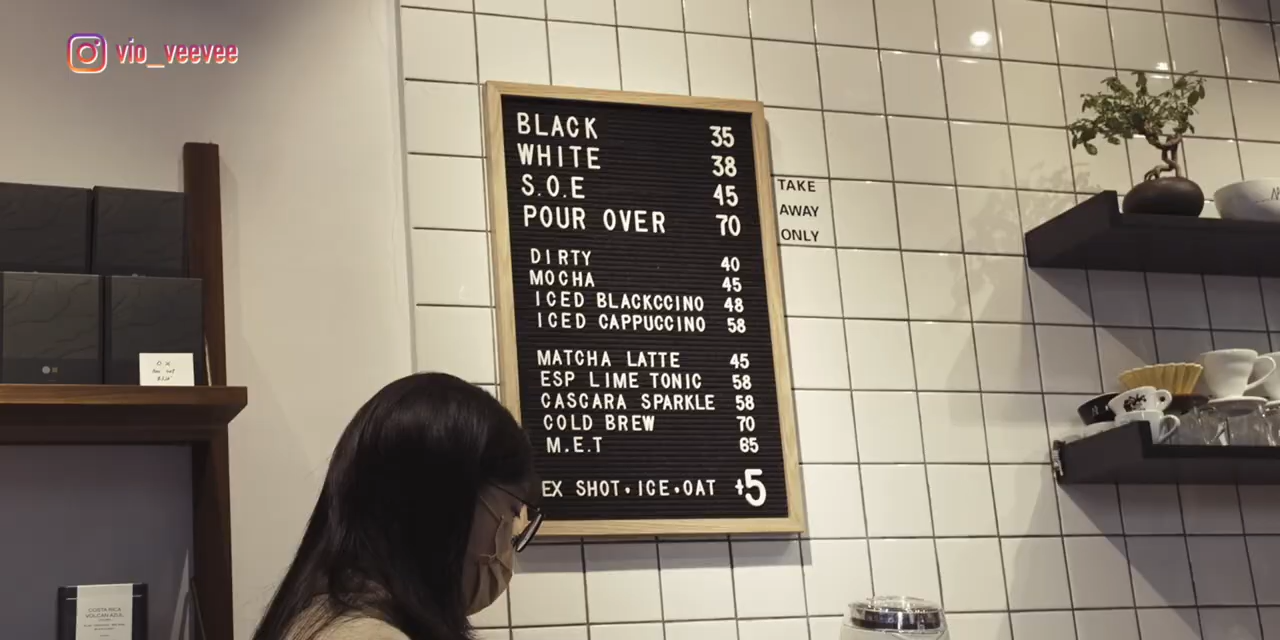 vio_veevee
BLACK 35
WHITE 38
S.O.E 45
POUR OVER 70
DIRTY 40
MOCHA 45
ICED BLACKCCINO 48
ICED CAPPUCCINO 58
MATCHA LATTE 45
ESP LIME TONIC 58
CASCARA SPARKLE 58
COLD BREW 70
M.E.T 65
EX SHOT•ICE•OAT +5
TAKE
AWAY
ONLY
COSTA RICA
VOLCAN AZUL